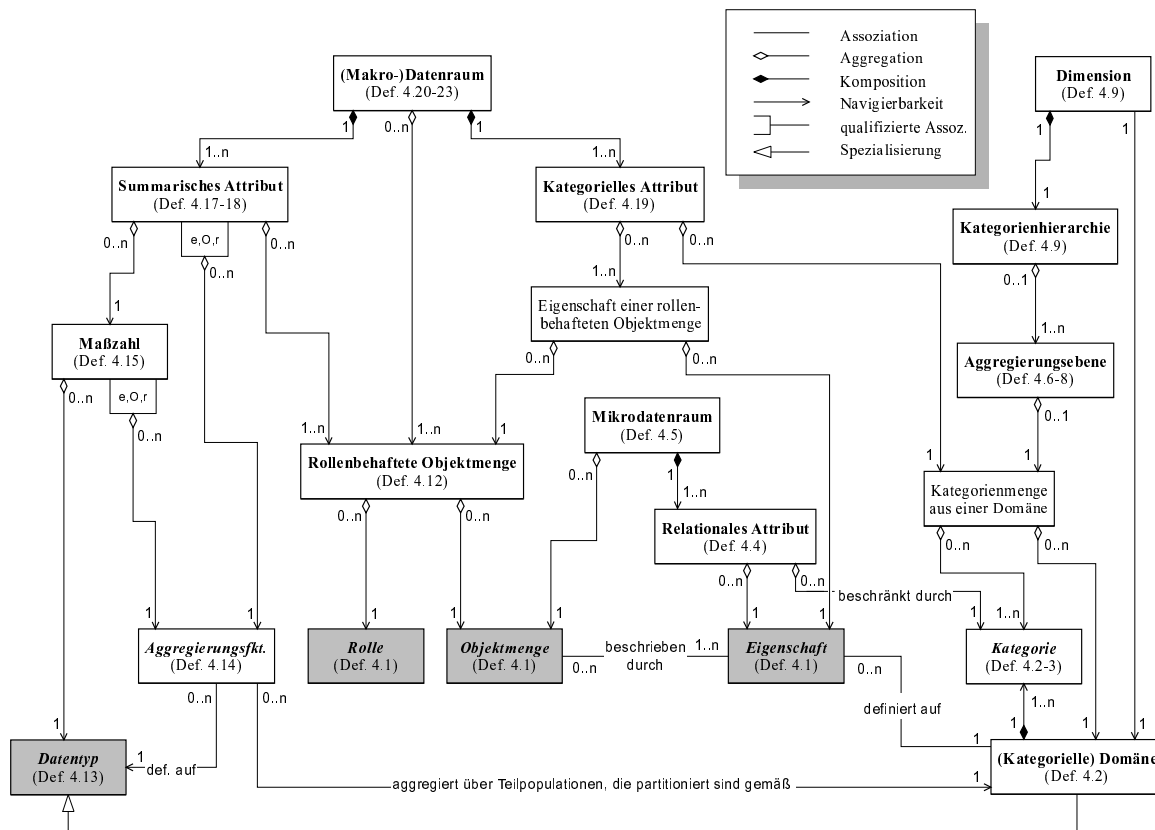 Assoziation
Aggregation
Komposition
Navigierbarkeit
qualifizierte Assoz.
Spezialisierung
(Makro-)Datenraum
(Def. 4.20-23)
Dimension
(Def. 4.9)
1
0..n
1
1
1
1..n
1..n
1
Summarisches Attribut
(Def. 4.17-18)
Kategorielles Attribut
(Def. 4.19)
Kategorienhierarchie
(Def. 4.9)
0..n
e,O,r
0..n
0..n
0..n
0..n
0..1
1..n
1
1..n
Eigenschaft einer rollen-
behafteten Objektmenge
Maßzahl
(Def. 4.15)
Aggregierungsebene
(Def. 4.6-8)
0..n
0..n
0..n
e,O,r
0..n
0..1
Mikrodatenraum
(Def. 4.5)
1..n
1..n
1
1
1
Rollenbehaftete Objektmenge
(Def. 4.12)
0..n
1
1..n
Kategorienmenge
aus einer Domäne
0..n
0..n
Relationales Attribut
(Def. 4.4)
0..n
0..n
0..n
0..n
beschränkt durch
1
1
1
1
1
1
1
1
1..n
Aggregierungsfkt.
(Def. 4.14)
Rolle
(Def. 4.1)
Objektmenge
(Def. 4.1)
beschrieben
durch
0..n
1..n
Eigenschaft
(Def. 4.1)
0..n
Kategorie
(Def. 4.2-3)
0..n
0..n
1..n
definiert auf
1
1
1
1
1
Datentyp
(Def. 4.13)
1
def. auf
1
(Kategorielle) Domäne
(Def. 4.2)
aggregiert über Teilpopulationen, die partitioniert sind gemäß
1